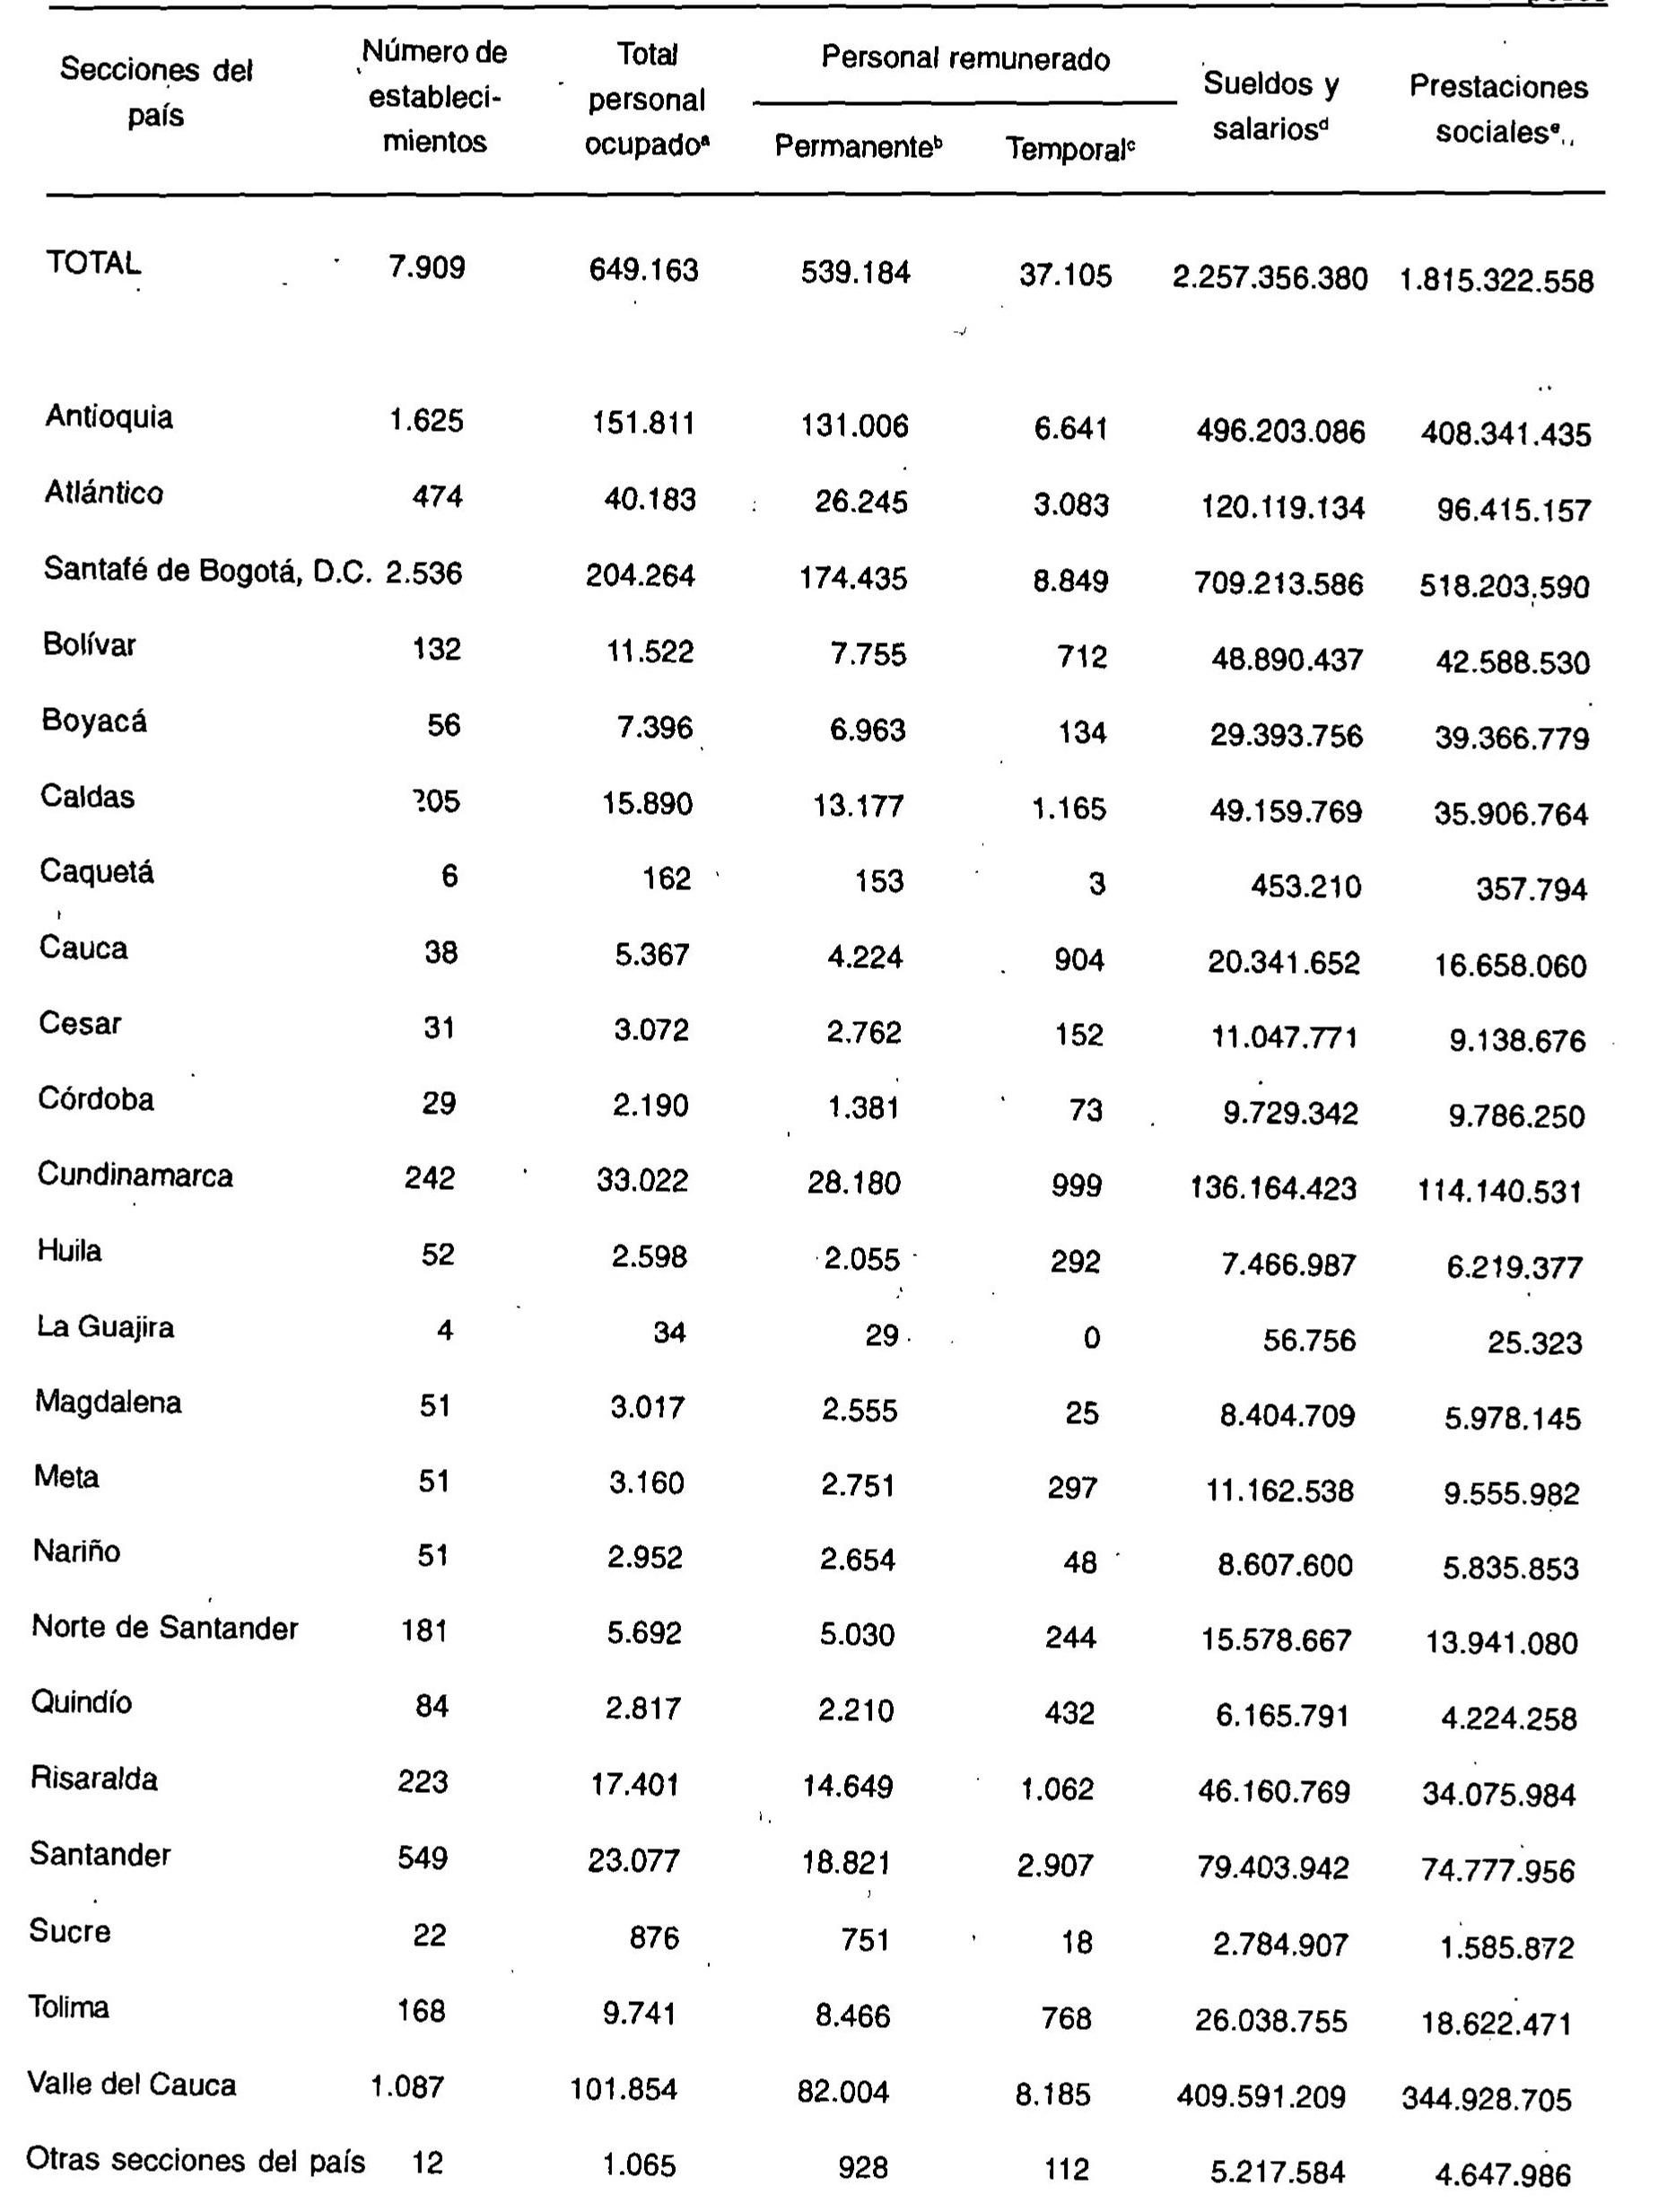 Secciones del país Número de estableci-mientos Total personal ocupadoª Personal remunerado Permanenteᵇ Temporalᶜ Sueldos y salariosᵈ Prestaciones socialesᵉ
TOTAL 7.909 649.163 539.184 37.105 2.257.356.380 1.815.322.558
Antioquia 1.625 151.811 131.006 6.641 496.203.086 408.341.435
Atlántico 474 40.183 26.245 3.083 120.119.134 96.415.157
Santafé de Bogotá, D.C. 2.536 204.264 174.435 8.849 709.213.586 518.203.590
Bolívar 132 11.522 7.755 712 48.890.437 42.588.530
Boyacá 56 7.396 6.963 134 29.393.756 39.366.779
Caldas 205 15.890 13.177 1.165 49.159.769 35.906.764
Caquetá 6 162 153 3 453.210 357.794
Cauca 38 5.367 4.224 904 20.341.652 16.658.060
Cesar 31 3.072 2.762 152 11.047.771 9.138.676
Córdoba 29 2.190 1.381 73 9.729.342 9.786.250
Cundinamarca 242 33.022 28.180 999 136.164.423 114.140.531
Huila 52 2.598 2.055 292 7.466.987 6.219.377
La Guajira 4 34 29 0 56.756 25.323
Magdalena 51 3.017 2.555 25 8.404.709 5.978.145
Meta 51 3.160 2.751 297 11.162.538 9.555.982
Nariño 51 2.952 2.654 48 8.607.600 5.835.853
Norte de Santander 181 5.692 5.030 244 15.578.667 13.941.080
Quindío 84 2.817 2.210 432 6.165.791 4.224.258
Risaralda 223 17.401 14.649 1.062 46.160.769 34.075.984
Santander 549 23.077 18.821 2.907 79.403.942 74.777.956
Sucre 22 876 751 18 2.784.907 1.585.872
Tolima 168 9.741 8.466 768 26.038.755 18.622.471
Valle del Cauca 1.087 101.854 82.004 8.185 409.591.209 344.928.705
Otras secciones del país 12 1.065 928 112 5.217.584 4.647.986